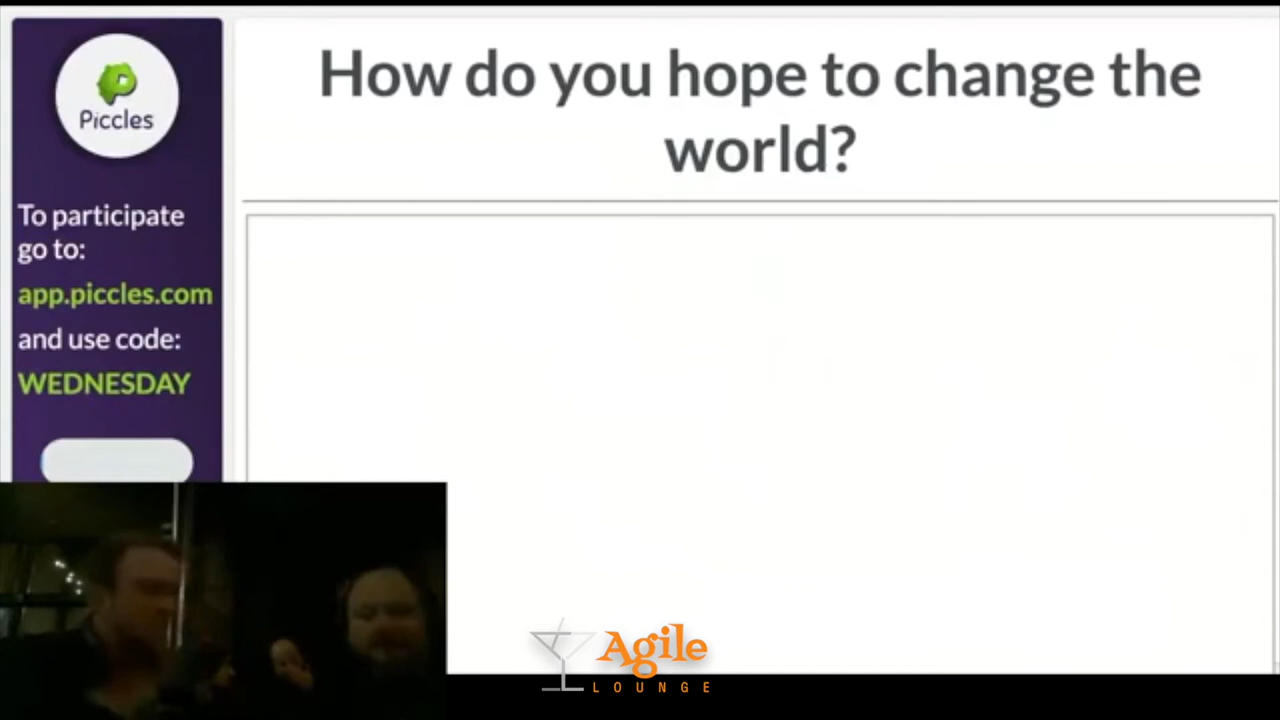 Piccles
To participate
go to:
app.piccles.com
and use code:
WEDNESDAY
How do you hope to change the
world?
Agile
LOUNGE